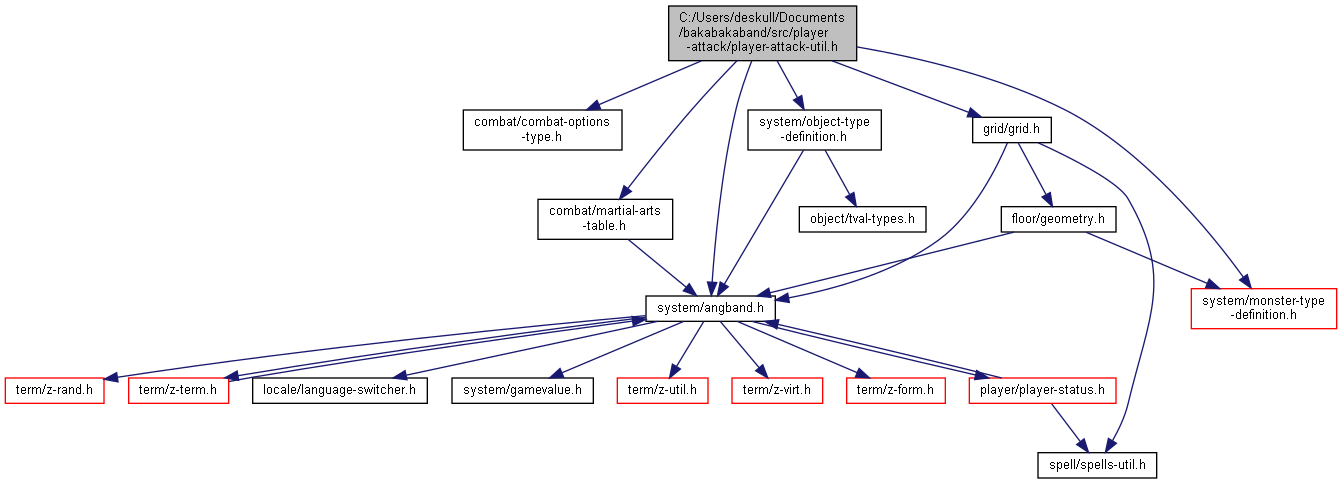 C:/Users/deskull/Documents
/bakabakaband/src/player
-attack/player-attack-util.h
combat/combat-options
-type.h
system/object-type
-definition.h
grid/grid.h
combat/martial-arts
-table.h
object/tval-types.h
floor/geometry.h
system/angband.h
system/monster-type
-definition.h
term/z-rand.h
term/z-term.h
locale/language-switcher.h
system/gamevalue.h
term/z-util.h
term/z-virt.h
term/z-form.h
player/player-status.h
spell/spells-util.h